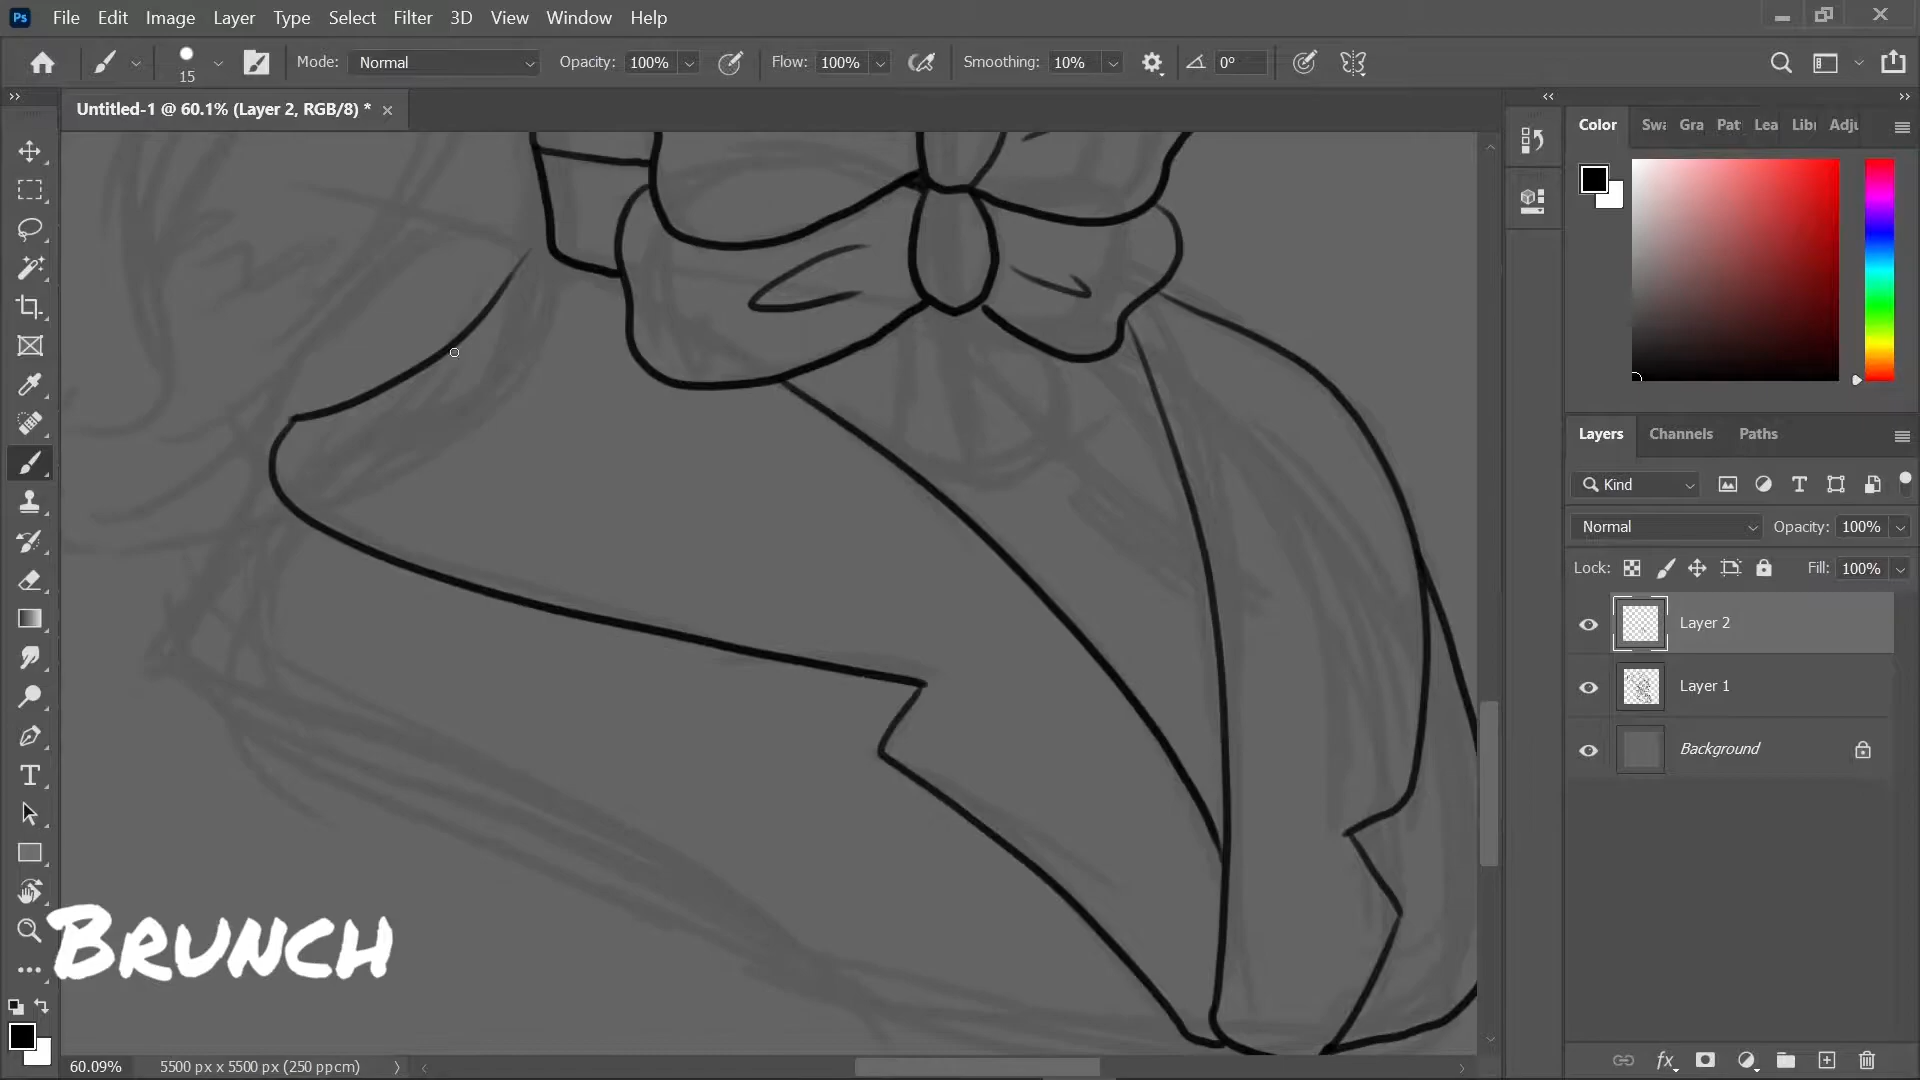 Ps File Edit Image Layer Type Select Filter 3D View Window Help
15 Mode: Normal Opacity: 100% Flow: 100% Smoothing: 10% 0°
Untitled-1 @ 60.1% (Layer 2, RGB/8) *
Color Swa Gra Pat Lea Libr Adju
Layers Channels Paths
Kind
Normal Opacity: 100%
Lock: Fill: 100%
Layer 2
Layer 1
Background
BRUNCH
60.09% 5500 px x 5500 px (250 ppcm)